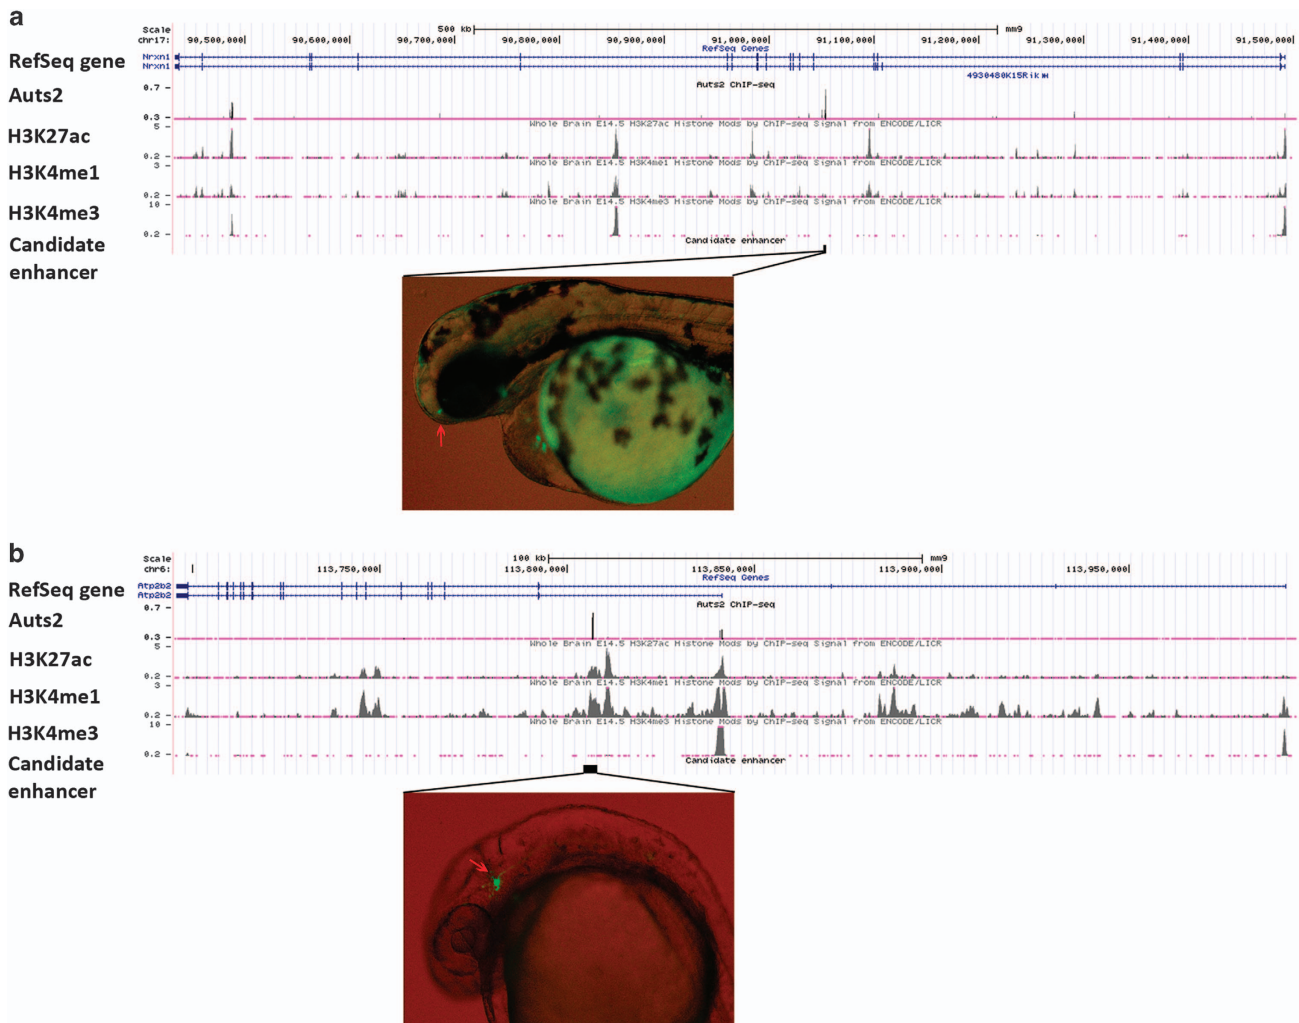 a
Scale 500 kb mm9
chr17: 90,500,000 90,600,000 90,700,000 90,800,000 90,900,000 91,000,000 91,100,000 91,200,000 91,300,000 91,400,000 91,500,000
RefSeq Genes
RefSeq gene Nrxn1
Nrxn1
4930480K15Rik
Auts2 0.7 Auts2 ChIP-seq
0.3
Whole Brain E14.5 H3K27ac Histone Mods by ChIP-seq Signal from ENCODE/LICR
H3K27ac 5
0.2
Whole Brain E14.5 H3K4me1 Histone Mods by ChIP-seq Signal from ENCODE/LICR
H3K4me1 3
0.2
Whole Brain E14.5 H3K4me3 Histone Mods by ChIP-seq Signal from ENCODE/LICR
H3K4me3 10
0.2
Candidate enhancer Candidate enhancer
b
Scale 100 kb mm9
chr6: 113,750,000 113,800,000 113,850,000 113,900,000 113,950,000
RefSeq Genes
RefSeq gene Atp2b2
Atp2b2
Auts2 0.7 Auts2 ChIP-seq
0.3
Whole Brain E14.5 H3K27ac Histone Mods by ChIP-seq Signal from ENCODE/LICR
H3K27ac 5
0.2
Whole Brain E14.5 H3K4me1 Histone Mods by ChIP-seq Signal from ENCODE/LICR
H3K4me1 3
0.2
Whole Brain E14.5 H3K4me3 Histone Mods by ChIP-seq Signal from ENCODE/LICR
H3K4me3 10
0.2
Candidate enhancer Candidate enhancer